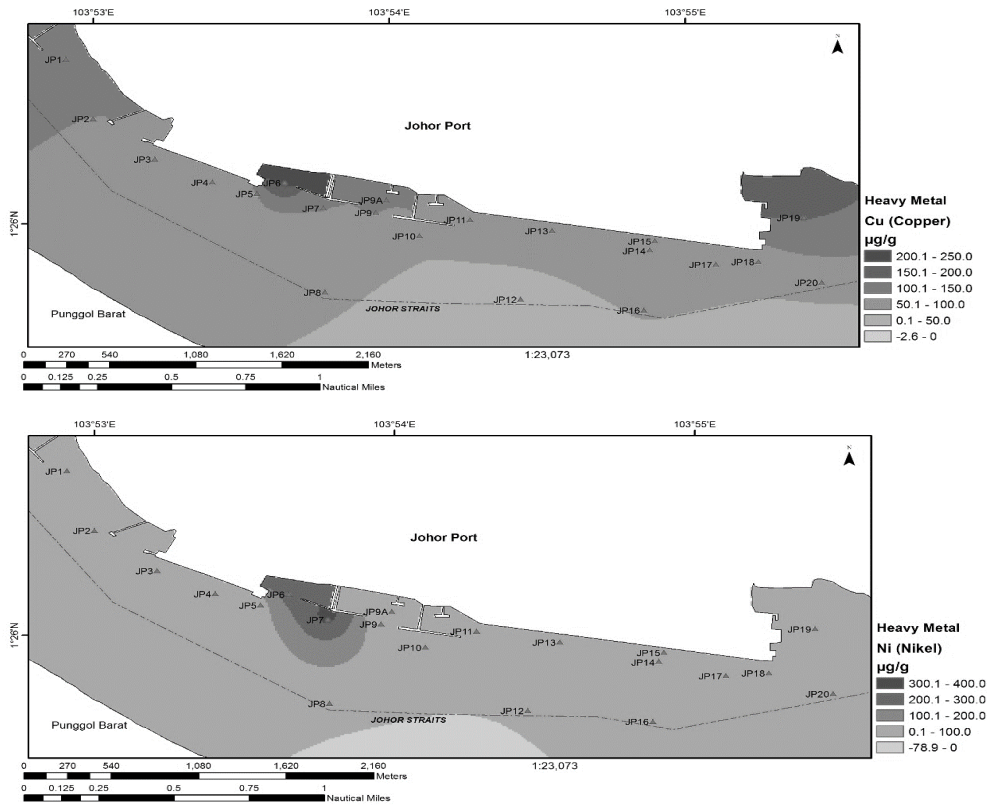 103°53'E 103°54'E 103°55'E
N
JP1
JP2
Johor Port
JP3
JP4
JP6
JP5
JP9A
JP7
JP9
JP11
JP19
JP10
JP13
JP15
JP14
JP17
JP18
1°26'N
JP8
JP12
JP16
JP20
JOHOR STRAITS
Punggol Barat
Heavy Metal
Cu (Copper)
µg/g
200.1 - 250.0
150.1 - 200.0
100.1 - 150.0
50.1 - 100.0
0.1 - 50.0
-2.6 - 0
0 270 540 1,080 1,620 2,160
Meters
1:23,073
0 0.125 0.25 0.5 0.75 1
Nautical Miles
103°53'E 103°54'E 103°55'E
N
JP1
JP2
Johor Port
JP3
JP4
JP6
JP5
JP9A
JP7
JP9
JP11
JP19
JP10
JP13
JP15
JP14
JP17
JP18
1°26'N
JP8
JP12
JP16
JP20
JOHOR STRAITS
Punggol Barat
Heavy Metal
Ni (Nikel)
µg/g
300.1 - 400.0
200.1 - 300.0
100.1 - 200.0
0.1 - 100.0
-78.9 - 0
0 270 540 1,080 1,620 2,160
Meters
1:23,073
0 0.125 0.25 0.5 0.75 1
Nautical Miles